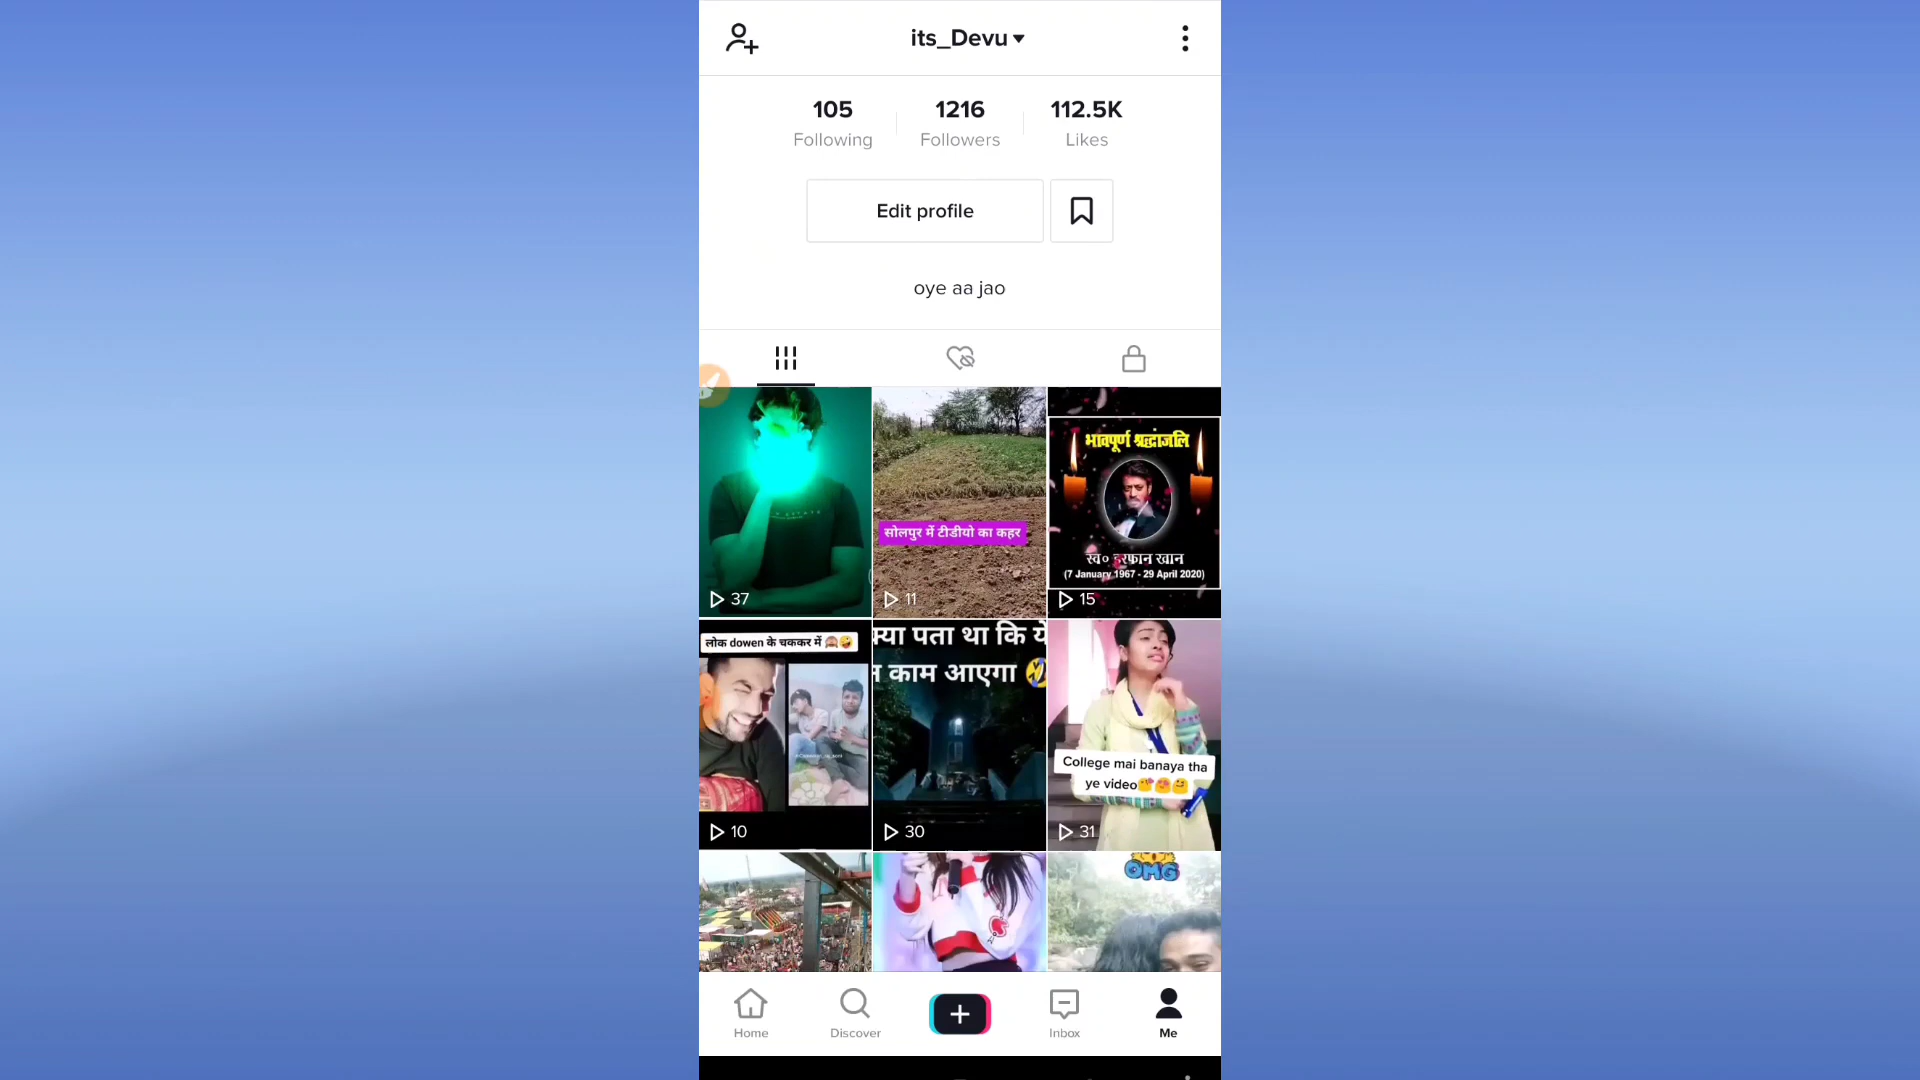 its_Devu
105 1216 112.5K
Following Followers Likes
Edit profile
oye aa jao
भावपूर्ण श्रद्धांजलि
सोलपुर में टीडीयो का कहर
स्व० इरफान खान
(7 January 1967 - 29 April 2020)
37
11
15
लोक dowen के चककर में 🙈🤪
क्या पता था कि ये
काम आएगा 🤣
College mai banaya tha
ye video
10
30
31
OMG
Home Discover Inbox Me